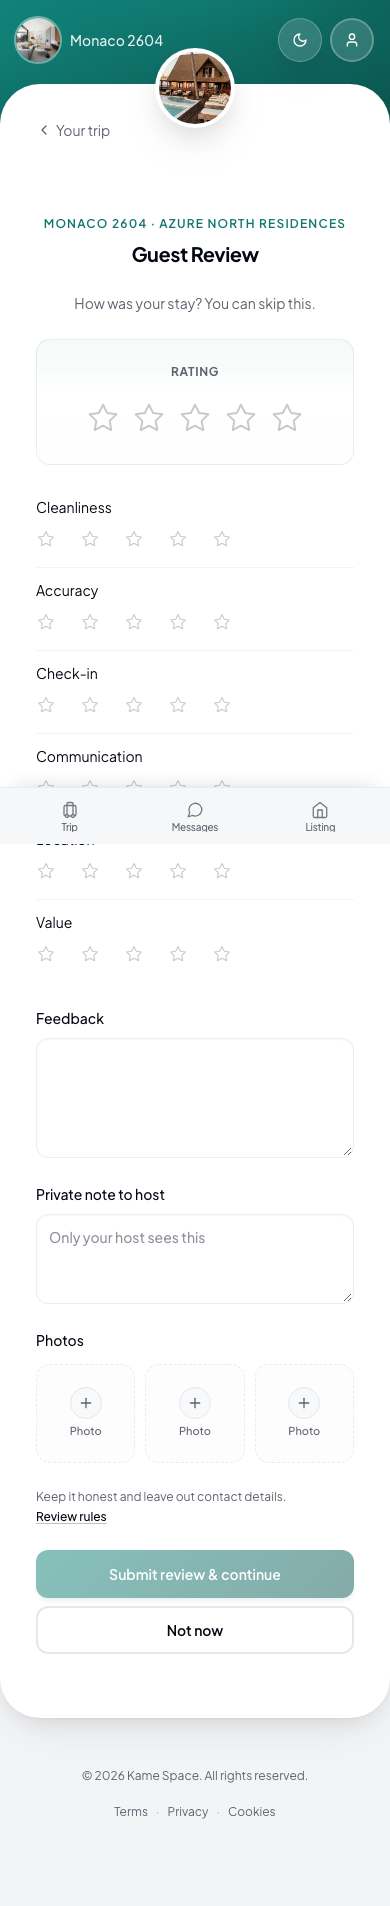 Monaco 2604
Your trip
MONACO 2604 · AZURE NORTH RESIDENCES
Guest Review
How was your stay? You can skip this.
RATING
Cleanliness
Accuracy
Check-in
Communication
Trip
Messages
Listing
Location
Value
Feedback
Private note to host
Only your host sees this
Photos
Photo
Photo
Photo
Keep it honest and leave out contact details.
Review rules
Submit review & continue
Not now
© 2026 Kame Space. All rights reserved.
Terms · Privacy · Cookies